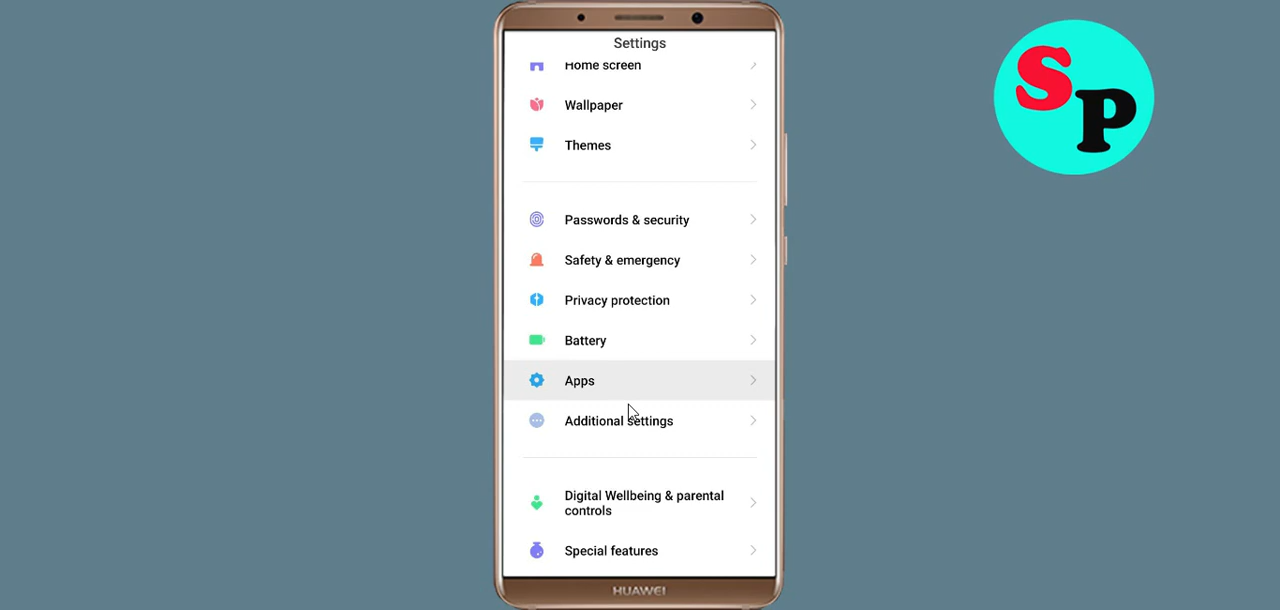 Settings
Home screen
Wallpaper
Themes
Passwords & security
Safety & emergency
Privacy protection
Battery
Apps
Additional settings
Digital Wellbeing & parental
controls
Special features
HUAWEI
SP